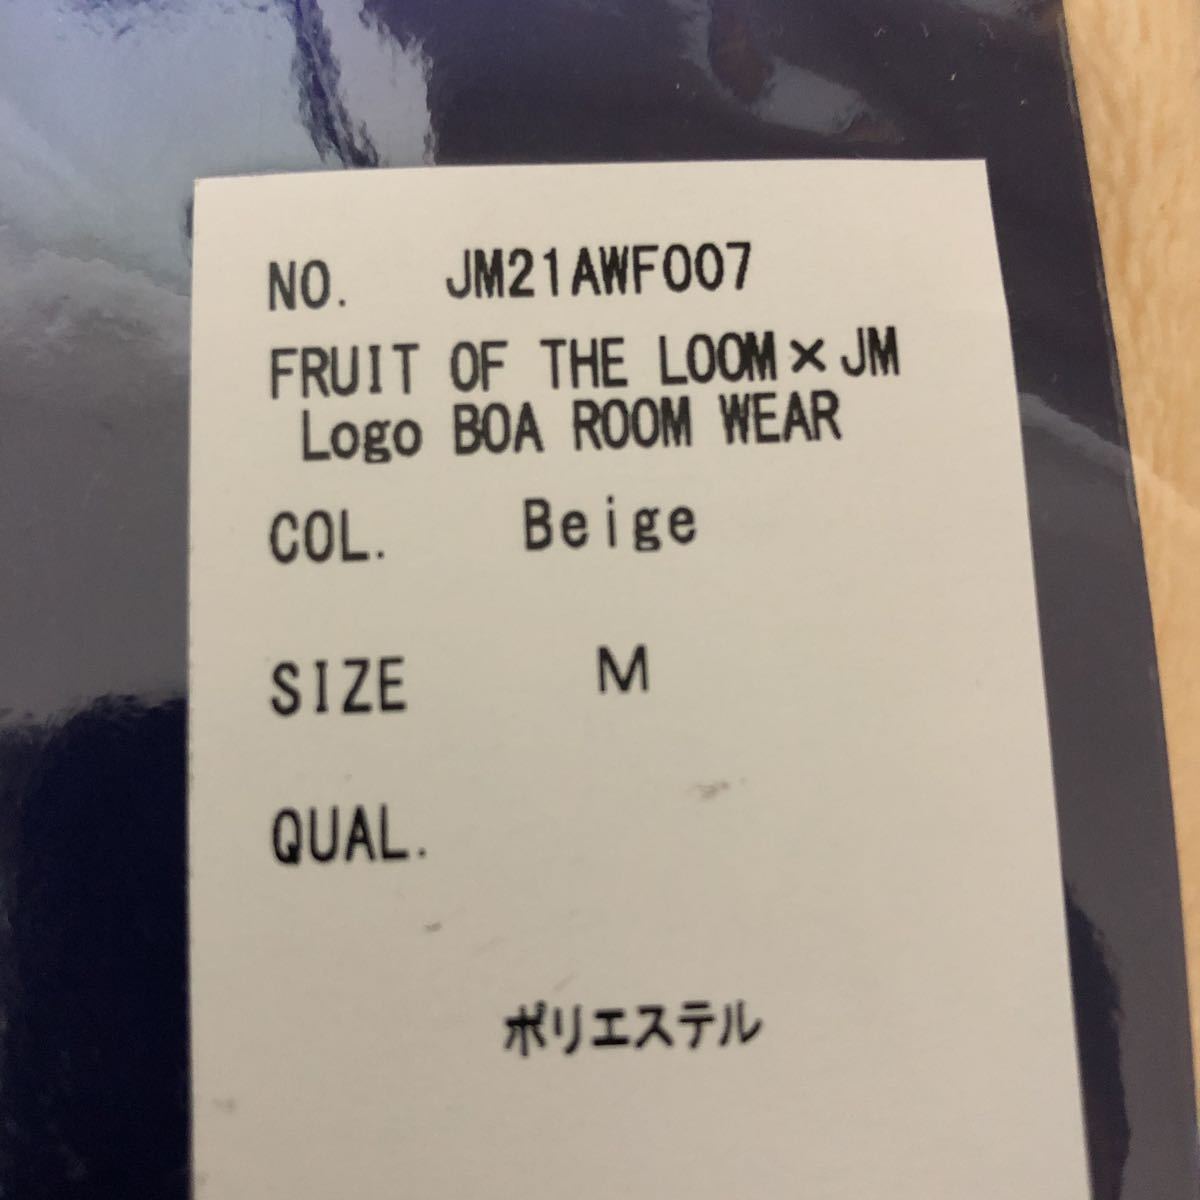 NO. JM21AWF007
FRUIT OF THE LOOM×JM
Logo BOA ROOM WEAR
COL. Beige
SIZE M
QUAL.
ポリエステル